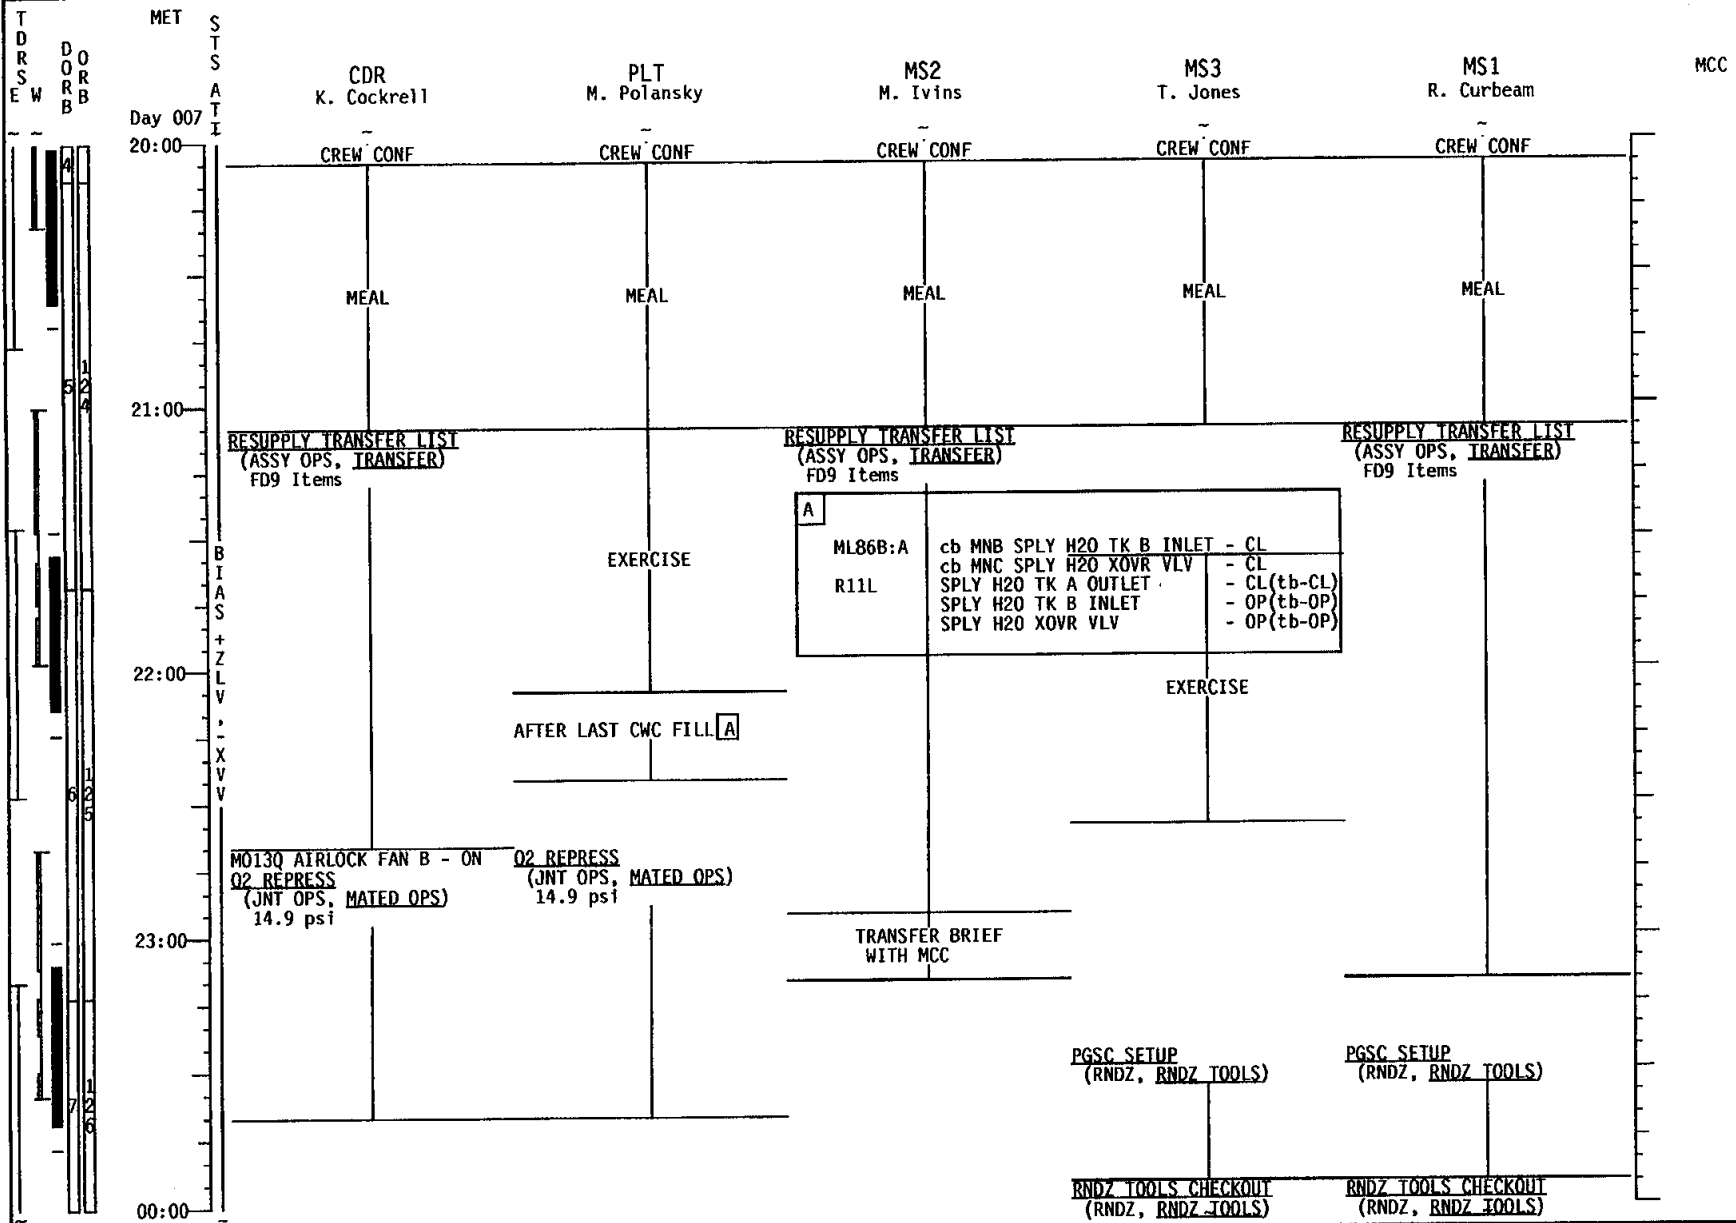 TDRS
E W
DORB
ORB
MET
STS ATT
CDR
K. Cockrell
PLT
M. Polansky
MS2
M. Ivins
MS3
T. Jones
MS1
R. Curbeam
MCC
Day 007
~ ~ ~ ~ ~ ~ ~
20:00
CREW CONF CREW CONF CREW CONF CREW CONF CREW CONF
4
MEAL MEAL MEAL MEAL MEAL
5
124
21:00
RESUPPLY TRANSFER LIST
(ASSY OPS, TRANSFER)
FD9 Items
RESUPPLY TRANSFER LIST
(ASSY OPS, TRANSFER)
FD9 Items
RESUPPLY TRANSFER LIST
(ASSY OPS, TRANSFER)
FD9 Items
BIAS +ZLV, -XVV
EXERCISE
A
ML86B:A cb MNB SPLY H2O TK B INLET - CL
cb MNC SPLY H2O XOVR VLV - CL
R11L SPLY H2O TK A OUTLET - CL(tb-CL)
SPLY H2O TK B INLET - OP(tb-OP)
SPLY H2O XOVR VLV - OP(tb-OP)
22:00
EXERCISE
AFTER LAST CWC FILL A
6
125
MO13Q AIRLOCK FAN B - ON
O2 REPRESS
(JNT OPS, MATED OPS)
14.9 psi
O2 REPRESS
(JNT OPS, MATED OPS)
14.9 psi
23:00
TRANSFER BRIEF
WITH MCC
PGSC SETUP
(RNDZ, RNDZ TOOLS)
PGSC SETUP
(RNDZ, RNDZ TOOLS)
7
126
RNDZ TOOLS CHECKOUT
(RNDZ, RNDZ TOOLS)
RNDZ TOOLS CHECKOUT
(RNDZ, RNDZ TOOLS)
00:00